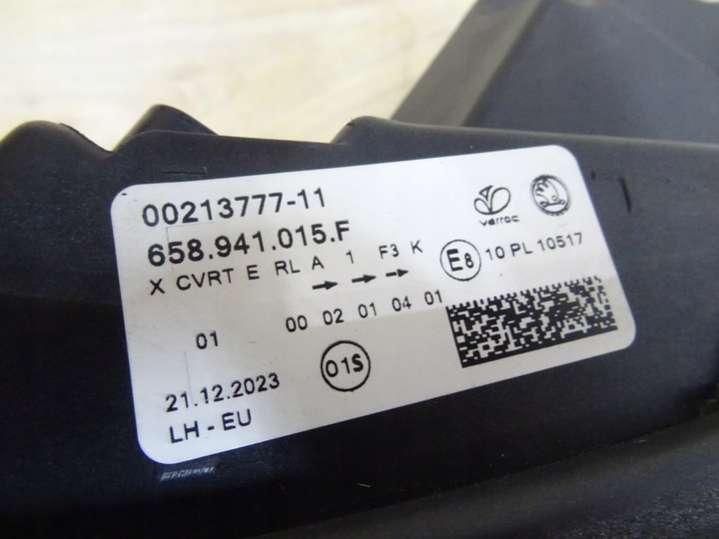 00213777-11
658.941.015.F
varroc
X CVRT E RL A 1 F3 K
E8
10 PL 10517
01
00 02 01 04 01
21.12.2023
01S
LH - EU